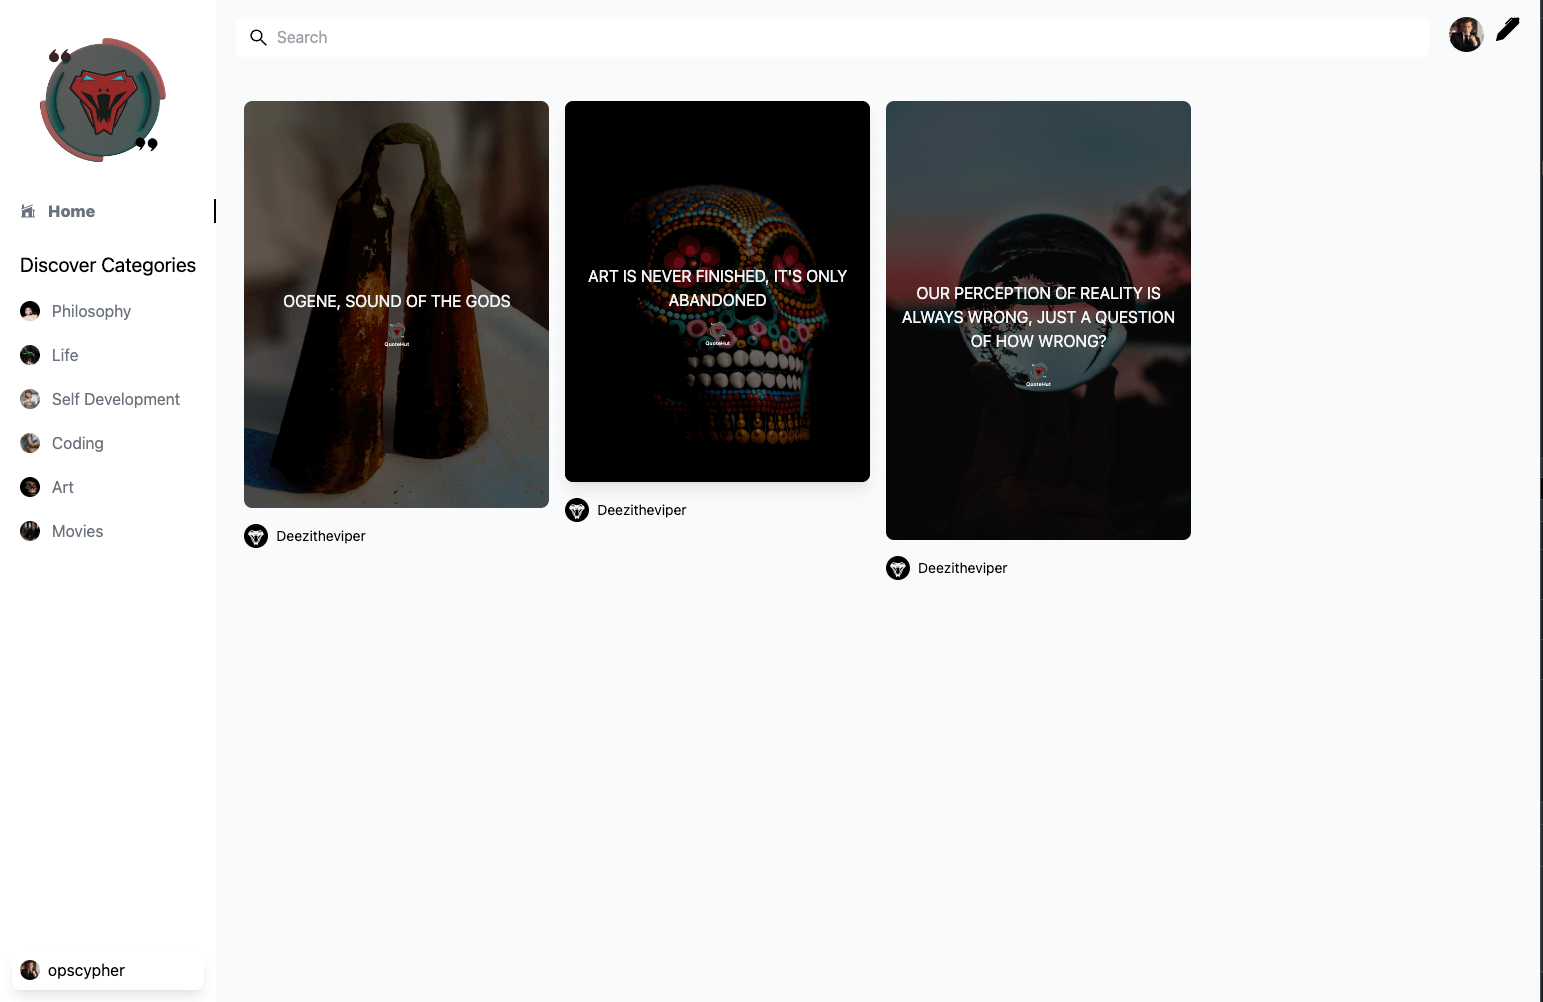 Search
Home
Discover Categories
Philosophy
Life
Self Development
Coding
Art
Movies
opscypher
OGENE, SOUND OF THE GODS
QuoteHut
Deezitheviper
ART IS NEVER FINISHED, IT'S ONLY
ABANDONED
QuoteHut
Deezitheviper
OUR PERCEPTION OF REALITY IS
ALWAYS WRONG, JUST A QUESTION
OF HOW WRONG?
QuoteHut
Deezitheviper